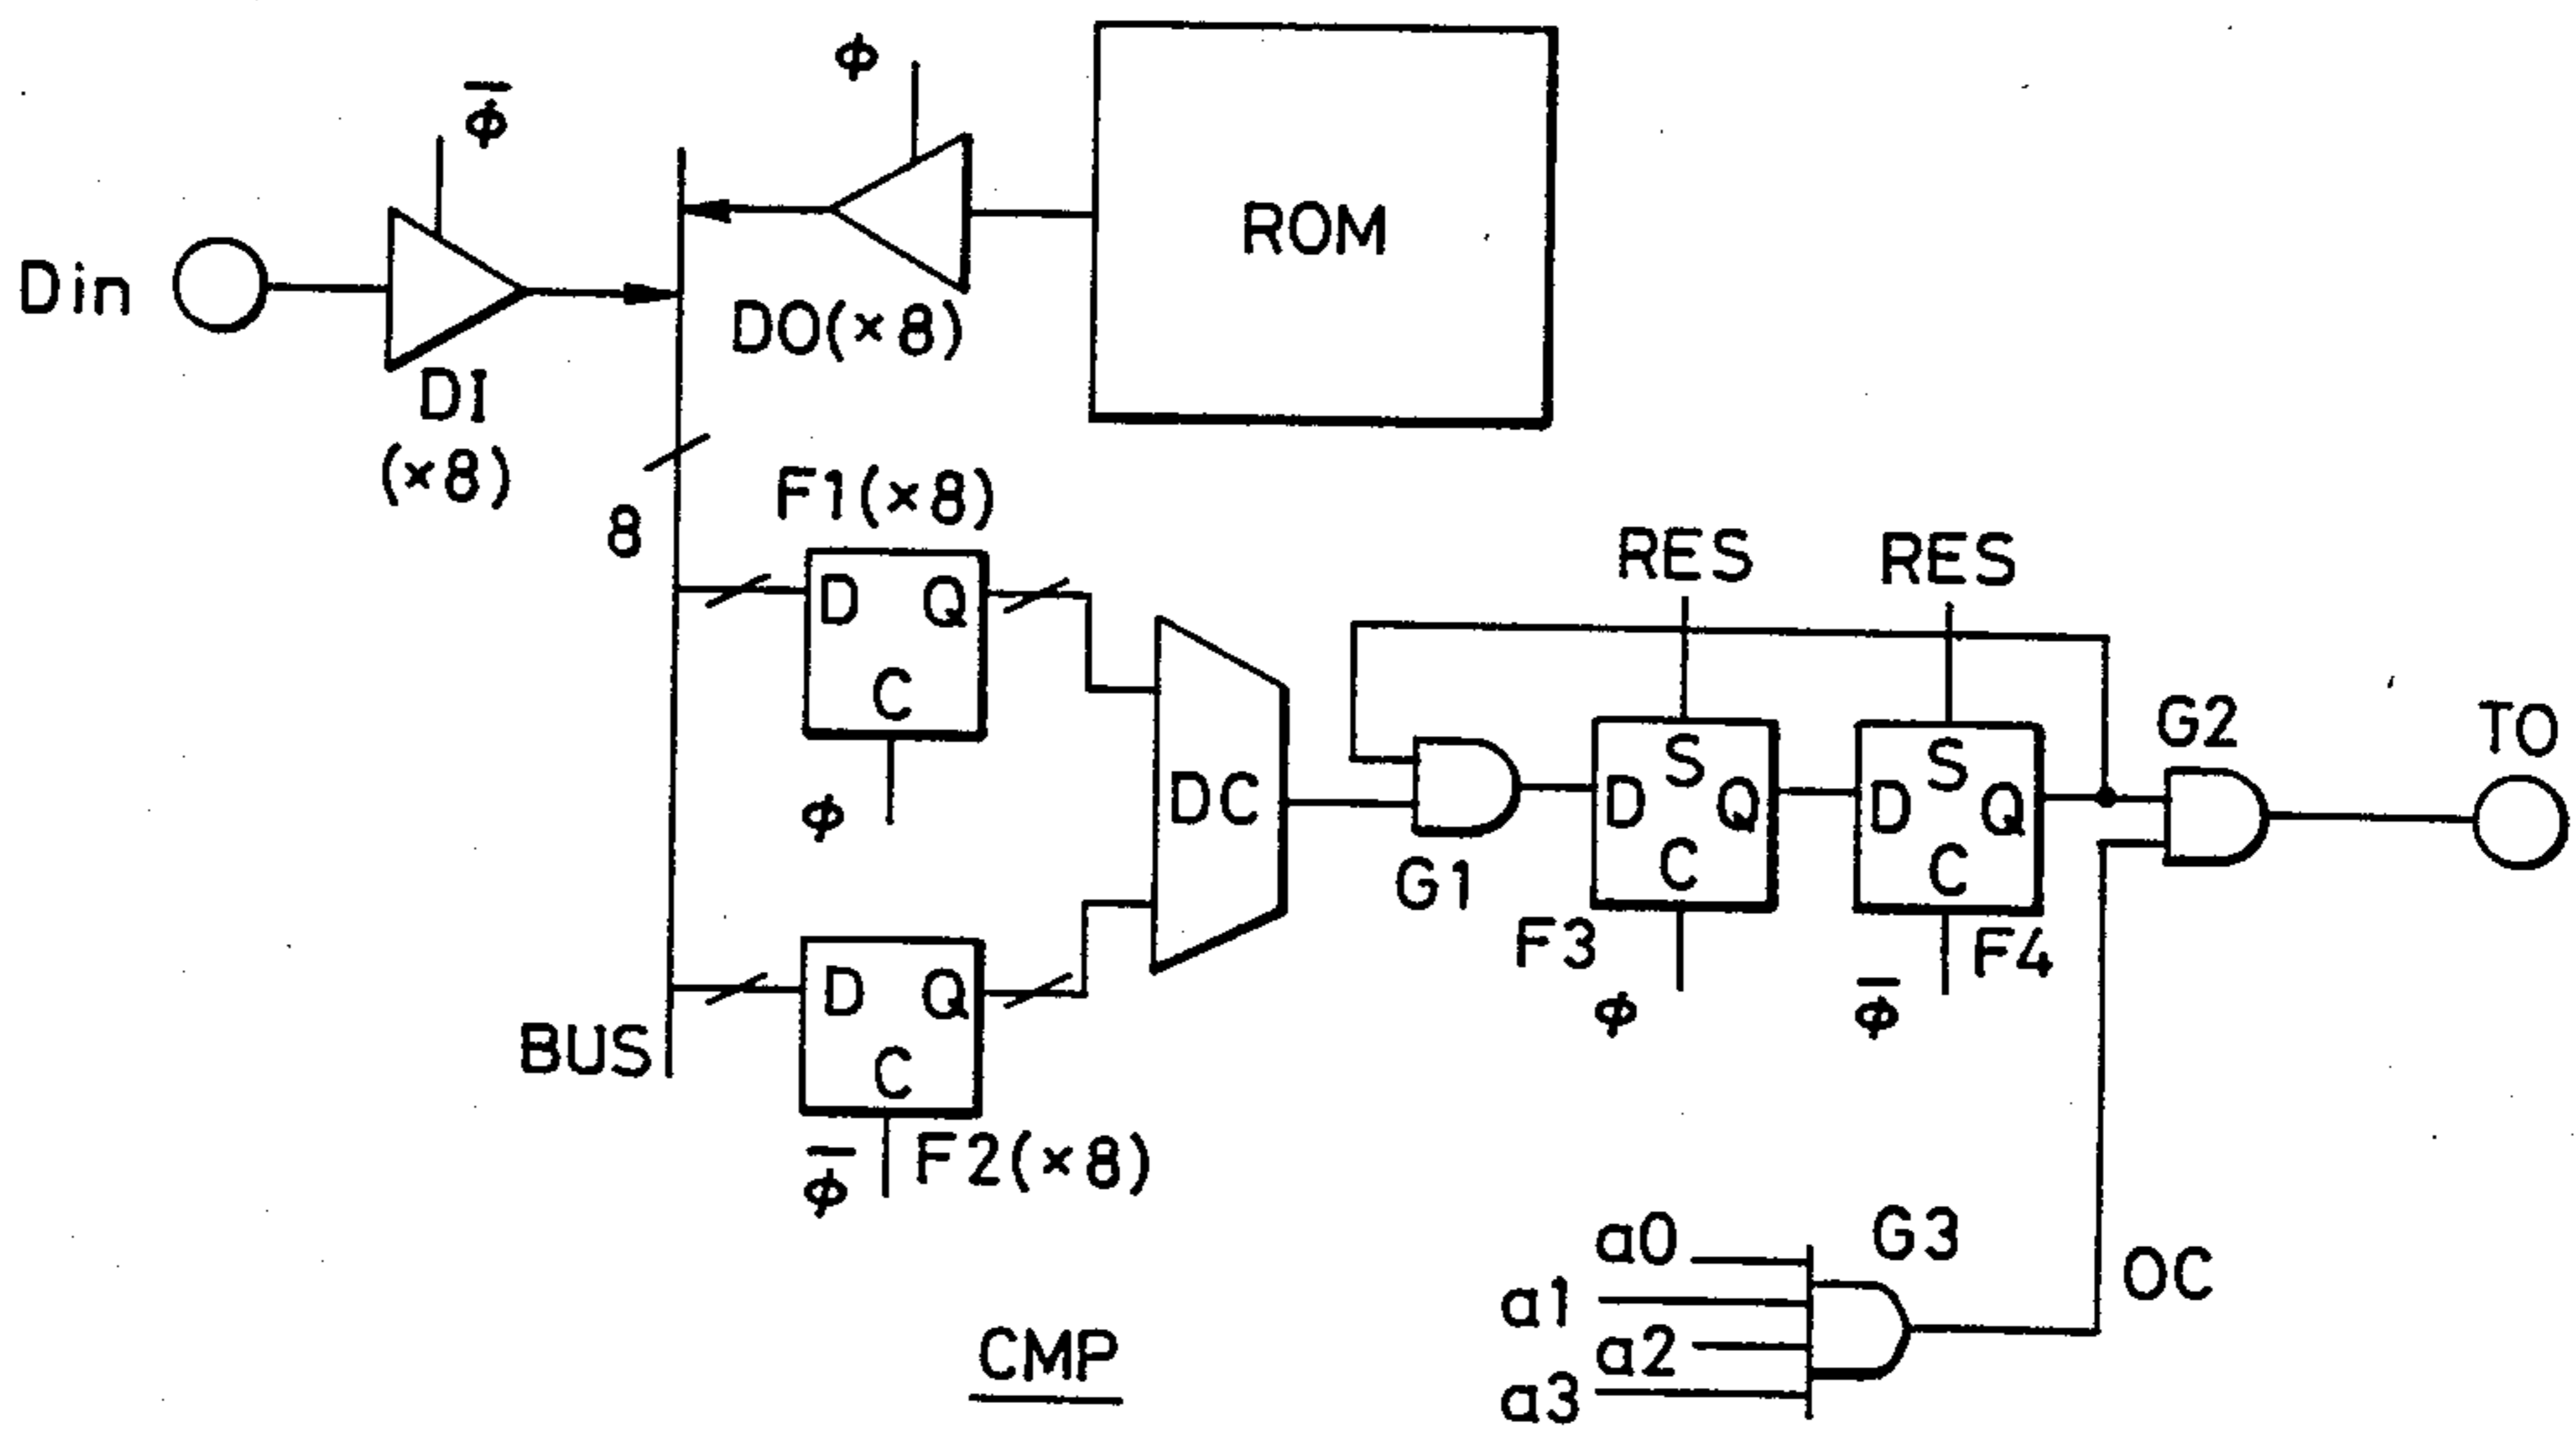 ϕ
ϕ̅
ROM
Din
DO(×8)
DI
(×8)
8
F1(×8)
D Q
C
ϕ
RES
RES
G2
TO
DC
S
D Q
C
S
D Q
C
G1
F3
F4
ϕ
ϕ̅
D Q
C
BUS
ϕ̅
F2(×8)
a0
G3
a1
OC
a2
a3
CMP